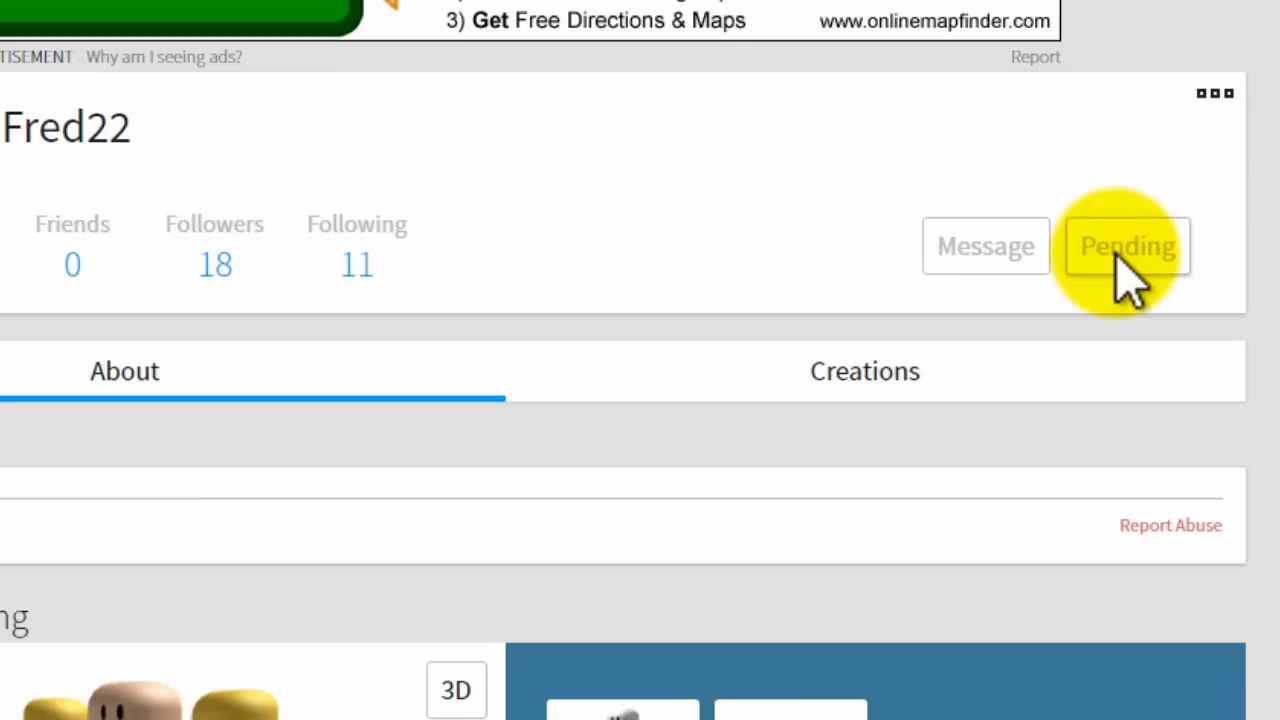 3) Get Free Directions & Maps
www.onlinemapfinder.com
TISEMENT - Why am I seeing ads?
Report
Fred22
Friends
Followers
Following
0
18
11
Message
Pending
About
Creations
Report Abuse
ng
3D